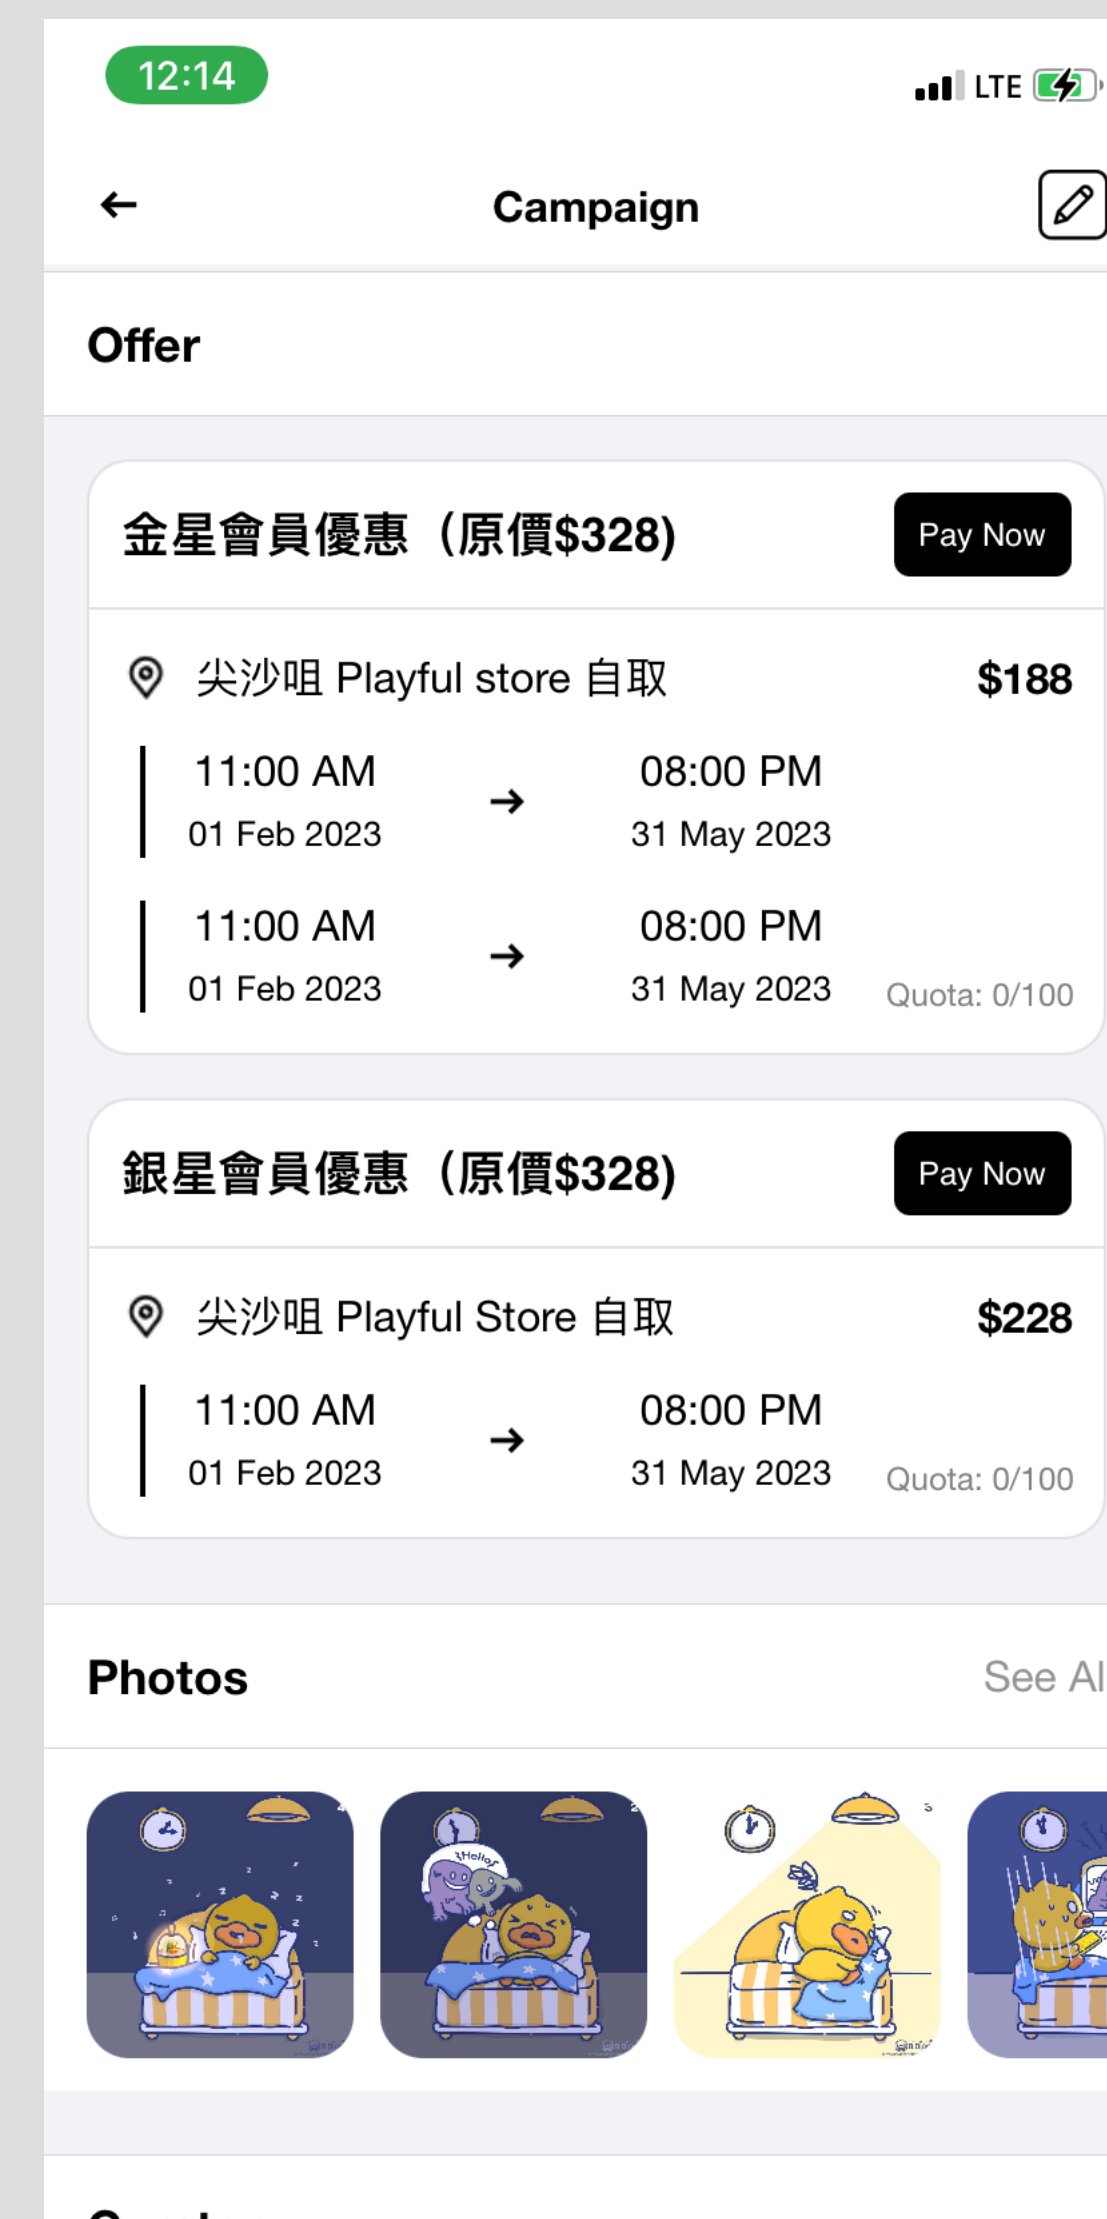 12:14
LTE
Campaign
Offer
金星會員優惠（原價$328)
Pay Now
尖沙咀 Playful store 自取
$188
11:00 AM
08:00 PM
01 Feb 2023
31 May 2023
11:00 AM
08:00 PM
01 Feb 2023
31 May 2023
Quota: 0/100
銀星會員優惠（原價$328)
Pay Now
尖沙咀 Playful Store 自取
$228
11:00 AM
08:00 PM
01 Feb 2023
31 May 2023
Quota: 0/100
Photos
See Al
Hello